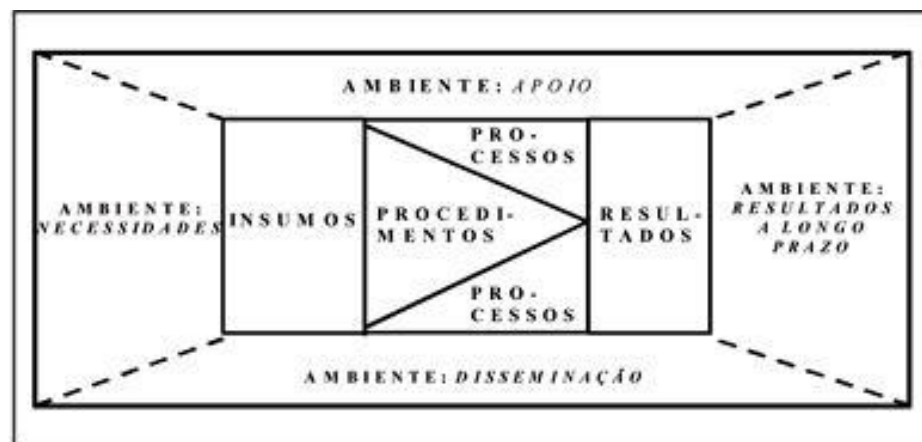 AMBIENTE: APOIO
PRO-
CESSOS
AMBIENTE:
NECESSIDADES
INSUMOS
PROCEDI-
MENTOS
RESUL-
TADOS
AMBIENTE:
RESULTADOS
A LONGO
PRAZO
PRO-
CESSOS
AMBIENTE: DISSEMINAÇÃO